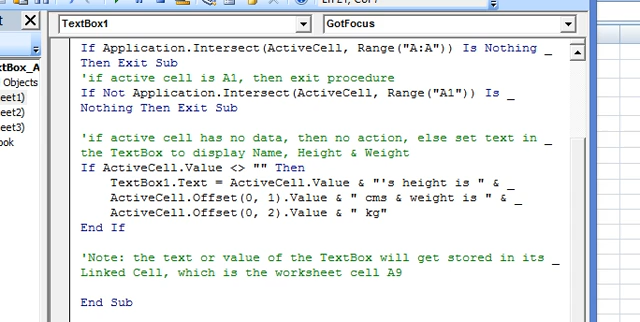 TextBox1 GotFocus
If Application.Intersect(ActiveCell, Range("A:A")) Is Nothing _
Then Exit Sub
'if active cell is A1, then exit procedure
If Not Application.Intersect(ActiveCell, Range("A1")) Is _
Nothing Then Exit Sub
'if active cell has no data, then no action, else set text in _
the TextBox to display Name, Height & Weight
If ActiveCell.Value <> "" Then
TextBox1.Text = ActiveCell.Value & "'s height is " & _
ActiveCell.Offset(0, 1).Value & " cms & weight is " & _
ActiveCell.Offset(0, 2).Value & " kg"
End If
'Note: the text or value of the TextBox will get stored in its _
Linked Cell, which is the worksheet cell A9
End Sub
xtBox_A
Objects
eet1)
eet2)
eet3)
ook